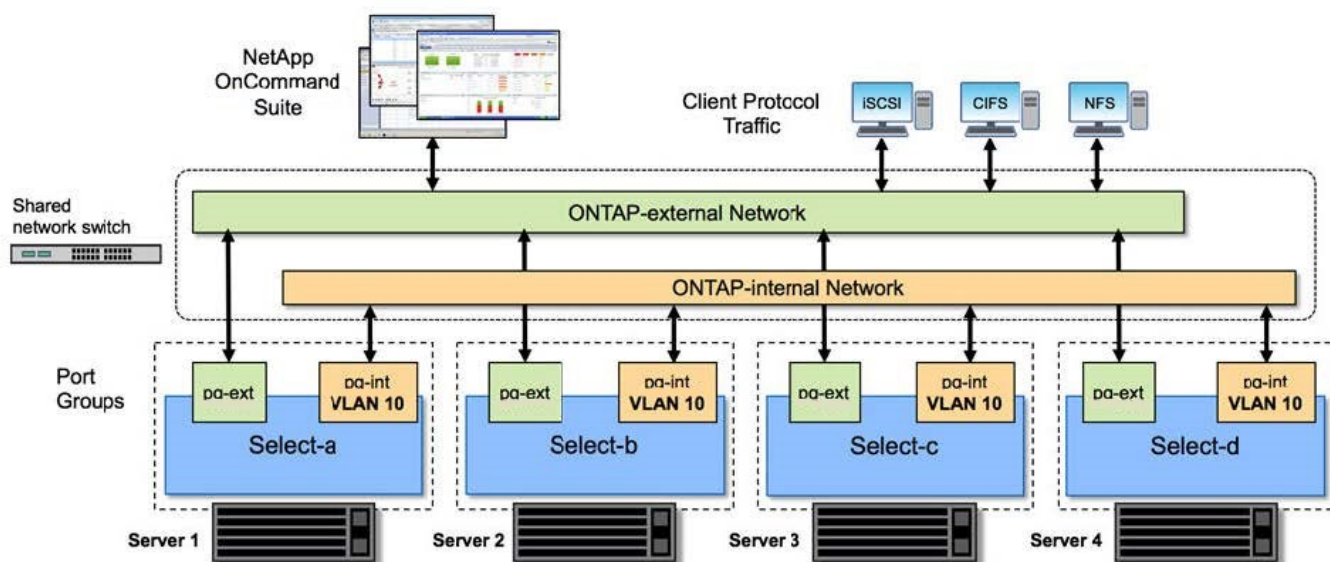 NetApp
OnCommand
Suite
Client Protocol
Traffic
iSCSI
CIFS
NFS
Shared
network switch
ONTAP-external Network
ONTAP-internal Network
Port
Groups
pg-ext
pg-int
VLAN 10
Select-a
pg-ext
pg-int
VLAN 10
Select-b
pg-ext
pg-int
VLAN 10
Select-c
pg-ext
pg-int
VLAN 10
Select-d
Server 1
Server 2
Server 3
Server 4